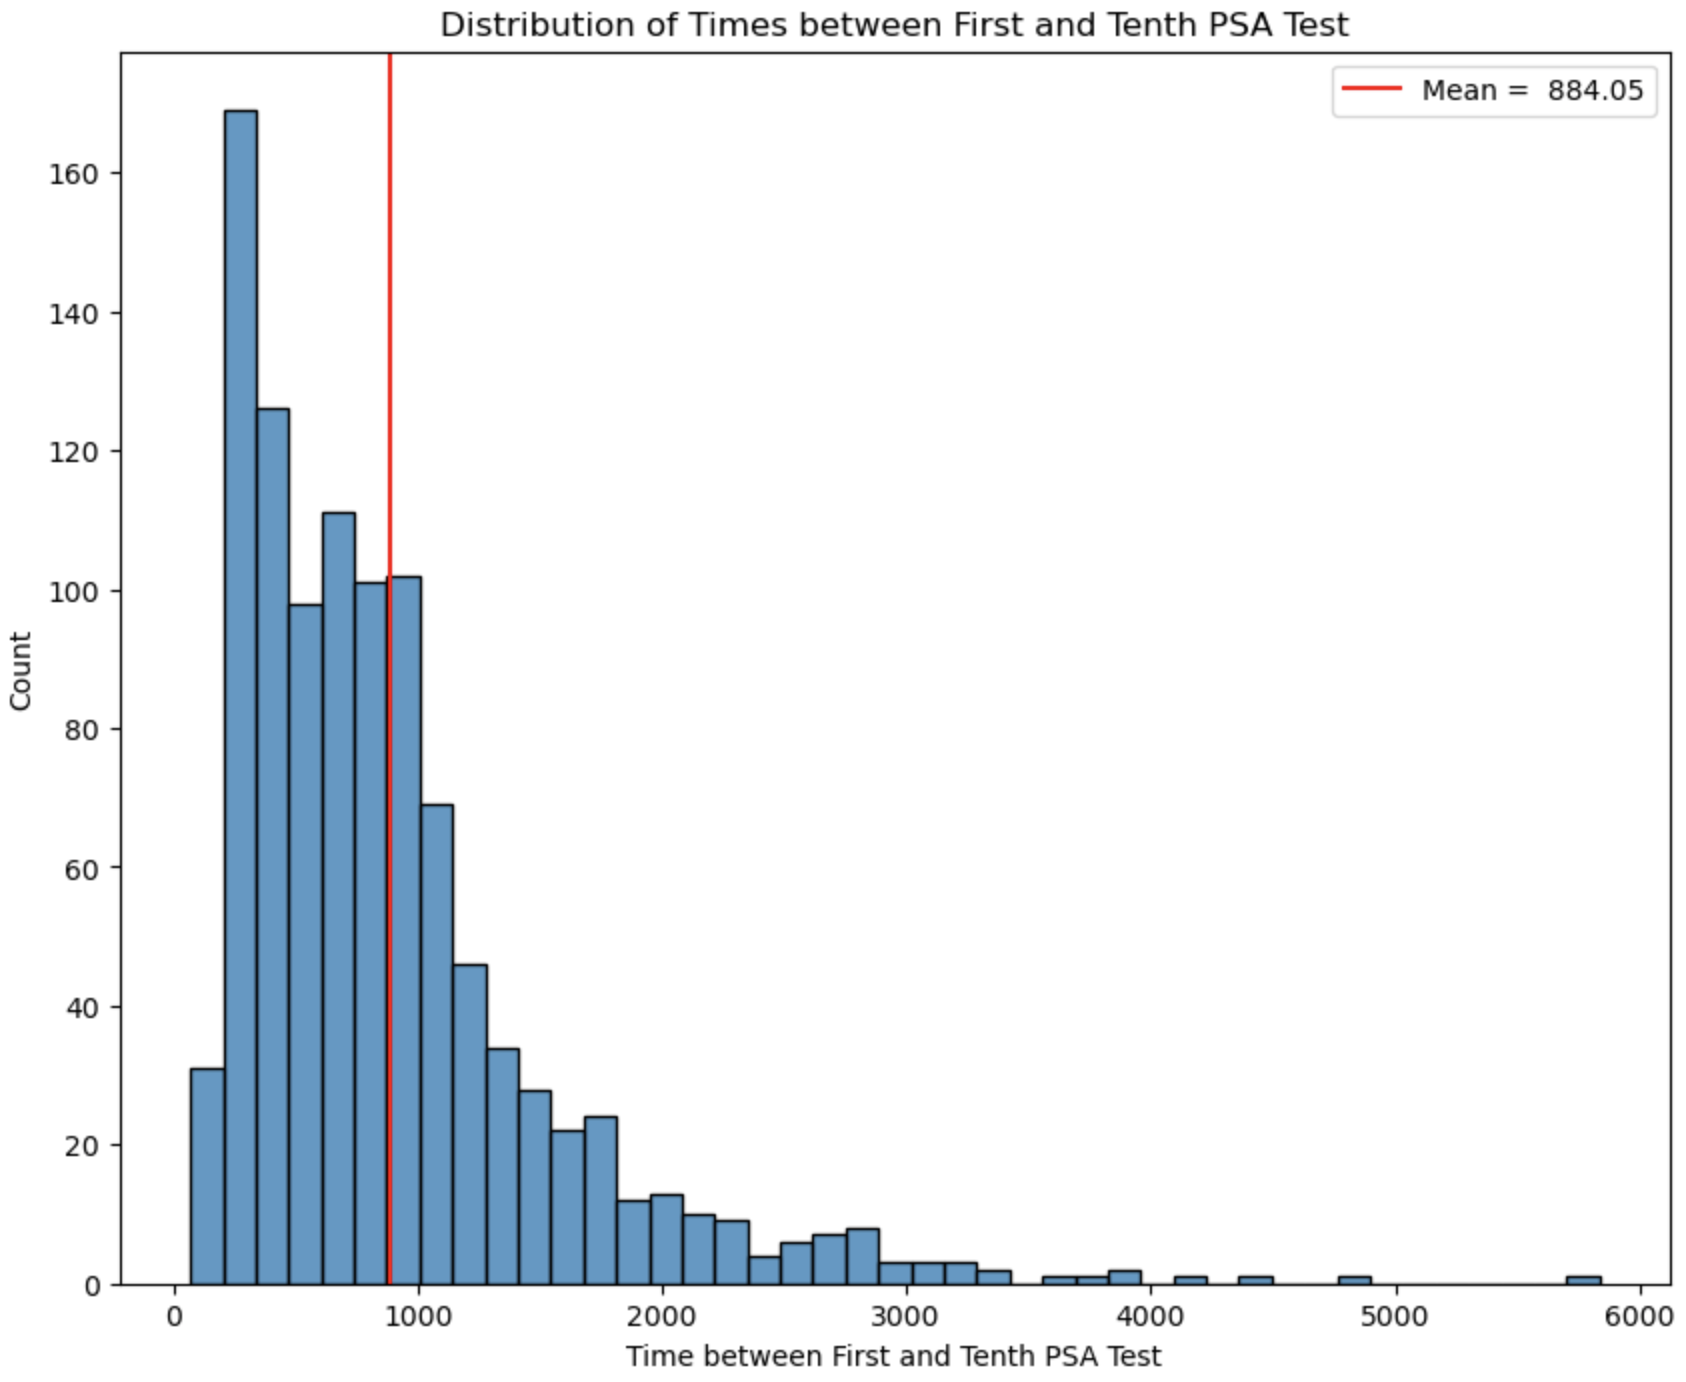 Distribution of Times between First and Tenth PSA Test
Mean =  884.05
160
140
120
100
80
60
40
20
0
Count
0 1000 2000 3000 4000 5000 6000
Time between First and Tenth PSA Test